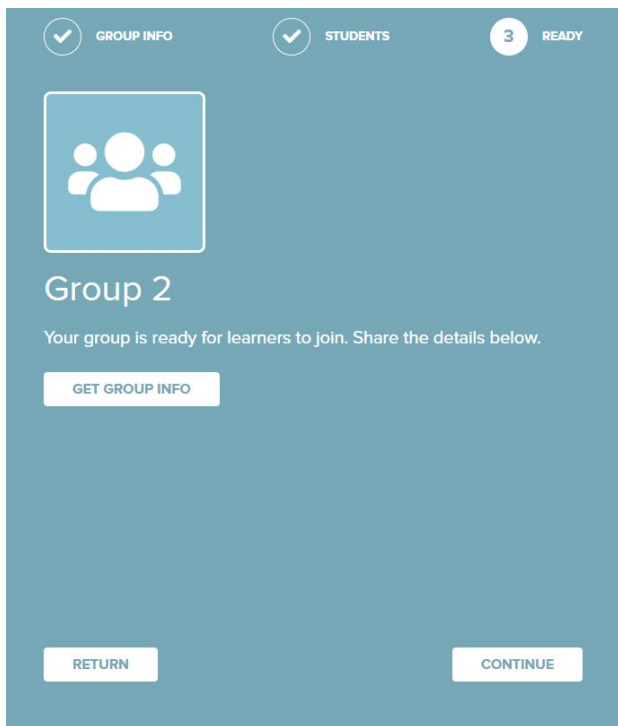 GROUP INFO
STUDENTS
3 READY
Group 2
Your group is ready for learners to join. Share the details below.
GET GROUP INFO
RETURN
CONTINUE